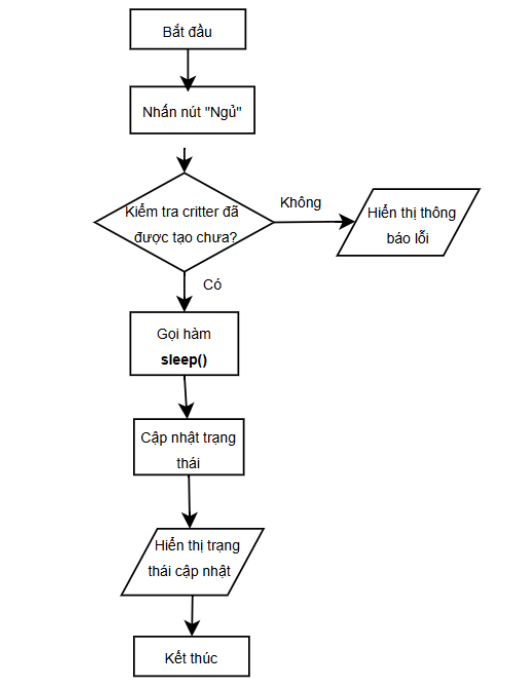 Bắt đầu
Nhấn nút "Ngủ"
Kiểm tra critter đã
được tạo chưa?
Không
Hiển thị thông
báo lỗi
Có
Gọi hàm
sleep()
Cập nhật trạng
thái
Hiển thị trạng
thái cập nhật
Kết thúc